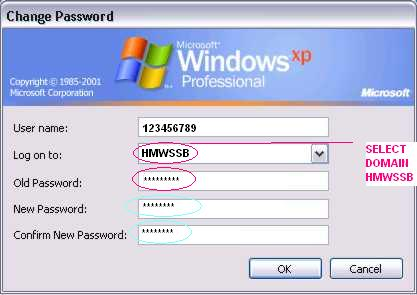 Change Password
Microsoft
Windows xp
Professional
Copyright © 1985-2001
Microsoft Corporation
Microsoft
User name: 123456789
Log on to: HMWSSB
SELECT
DOMAIN
HMWSSB
Old Password: *********
New Password: ********
Confirm New Password: ********
OK Cancel